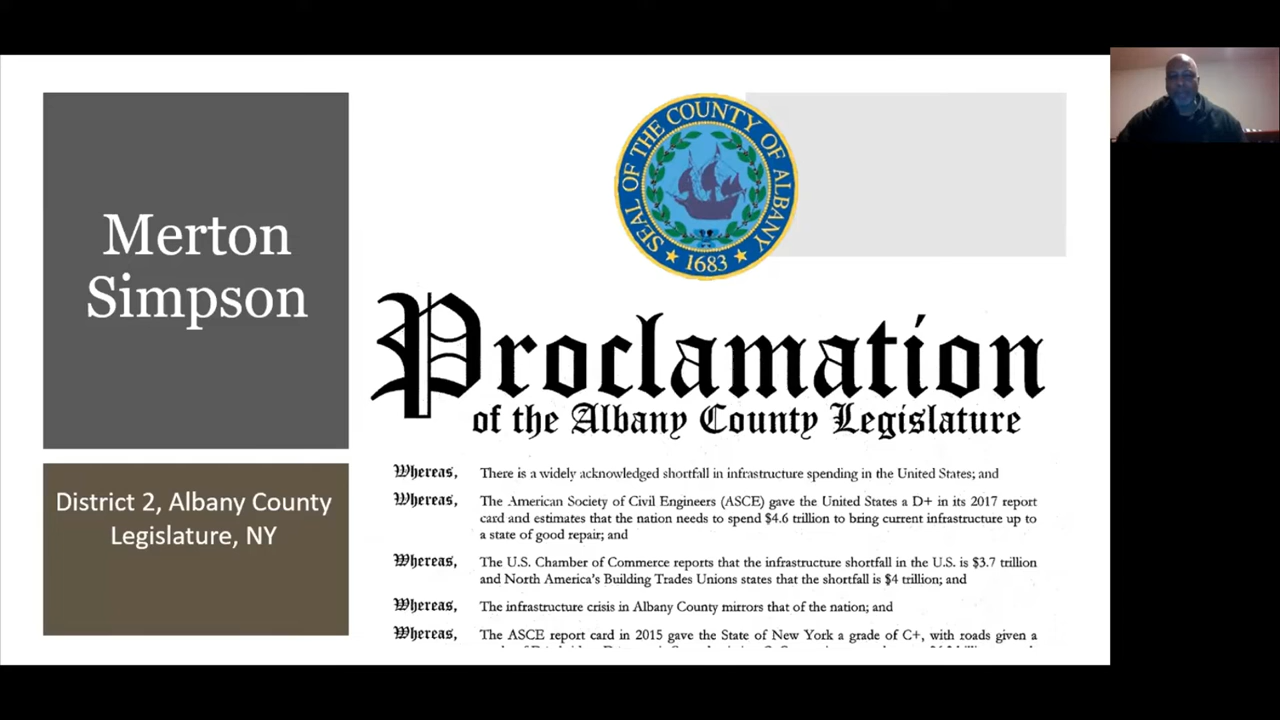 Merton
Simpson
District 2, Albany County
Legislature, NY
SEAL OF THE COUNTY OF ALBANY
1683
Proclamation
of the Albany County Legislature
Whereas, There is a widely acknowledged shortfall in infrastructure spending in the United States; and
Whereas, The American Society of Civil Engineers (ASCE) gave the United States a D+ in its 2017 report
card and estimates that the nation needs to spend $4.6 trillion to bring current infrastructure up to
a state of good repair; and
Whereas, The U.S. Chamber of Commerce reports that the infrastructure shortfall in the U.S. is $3.7 trillion
and North America's Building Trades Unions states that the shortfall is $4 trillion; and
Whereas, The infrastructure crisis in Albany County mirrors that of the nation; and
Whereas, The ASCE report card in 2015 gave the State of New York a grade of C+, with roads given a